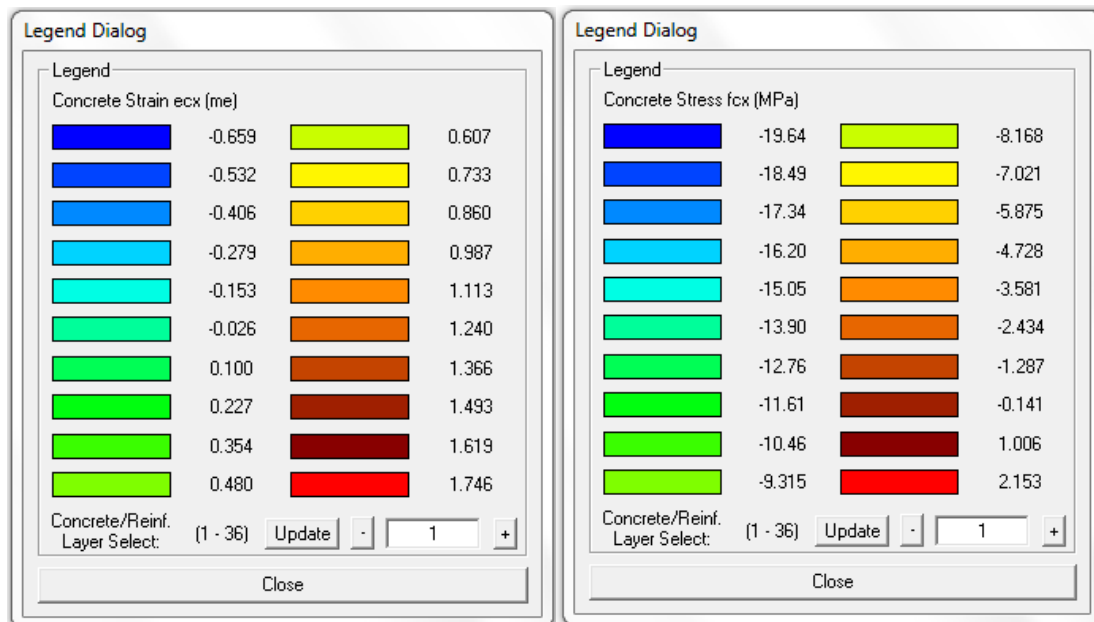 Legend Dialog
Legend
Concrete Strain ecx (me)
-0.659 0.607
-0.532 0.733
-0.406 0.860
-0.279 0.987
-0.153 1.113
-0.026 1.240
0.100 1.366
0.227 1.493
0.354 1.619
0.480 1.746
Concrete/Reinf.
Layer Select:
(1 - 36) Update - 1 +
Close
Legend Dialog
Legend
Concrete Stress fcx (MPa)
-19.64 -8.168
-18.49 -7.021
-17.34 -5.875
-16.20 -4.728
-15.05 -3.581
-13.90 -2.434
-12.76 -1.287
-11.61 -0.141
-10.46 1.006
-9.315 2.153
Concrete/Reinf.
Layer Select:
(1 - 36) Update - 1 +
Close